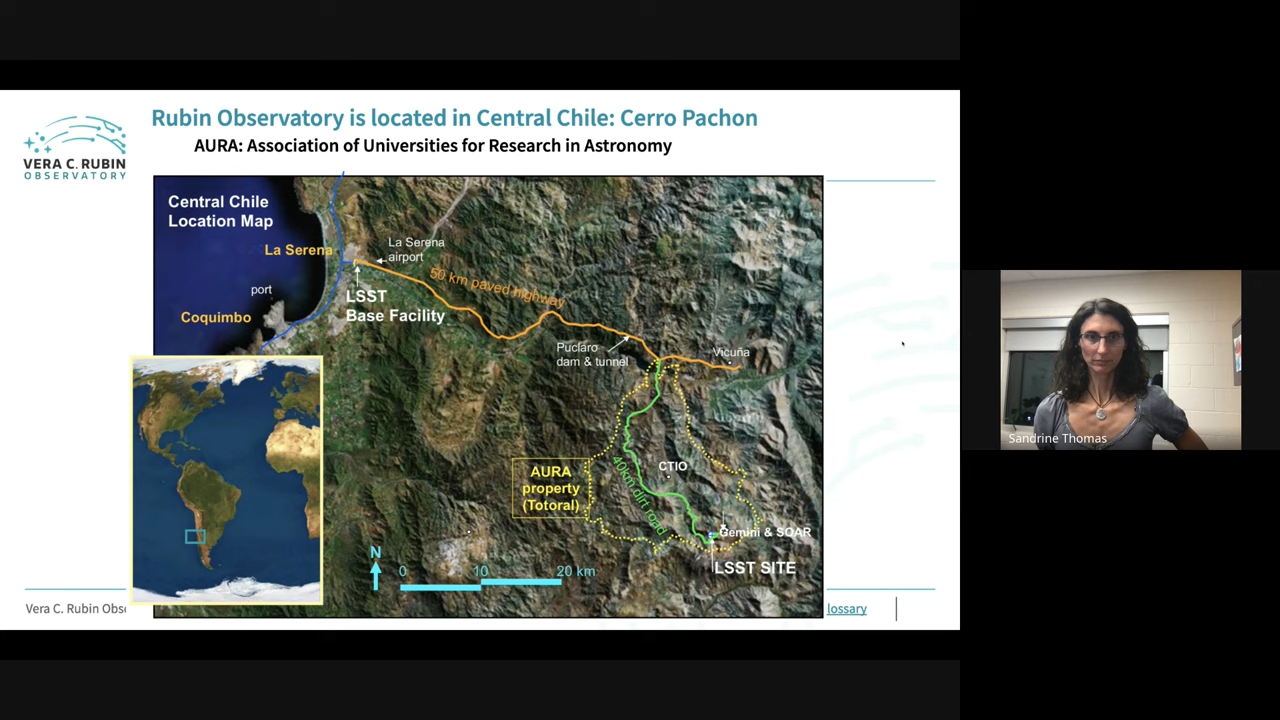 Rubin Observatory is located in Central Chile: Cerro Pachon
AURA: Association of Universities for Research in Astronomy
VERA C. RUBIN
OBSERVATORY
Central Chile
Location Map
La Serena
La Serena
airport
50 km paved highway
port
LSST
Base Facility
Coquimbo
Puclaro
dam & tunnel
Vicuña
CTIO
AURA
property
(Totoral)
40km dirt road
Gemini & SOAR
LSST SITE
N
0 10 20 km
Vera C. Rubin Obs
lossary
Sandrine Thomas